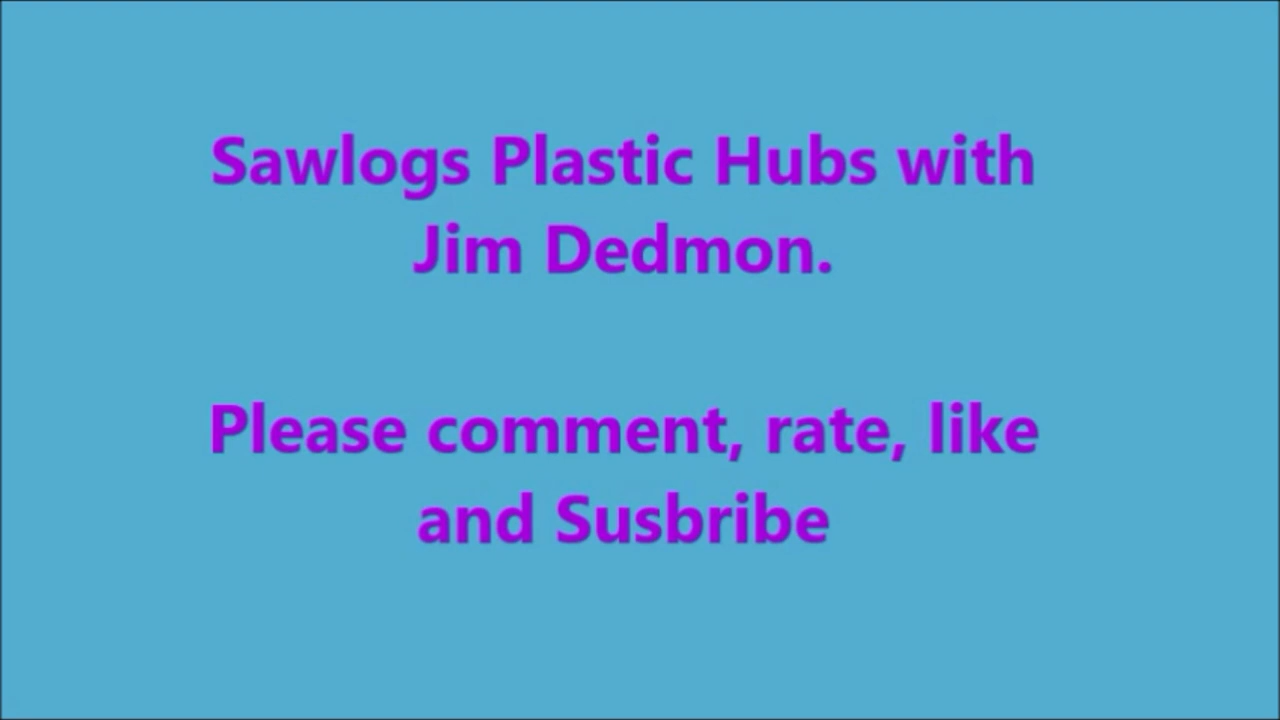 Sawlogs Plastic Hubs with
Jim Dedmon.
Please comment, rate, like
and Susbribe